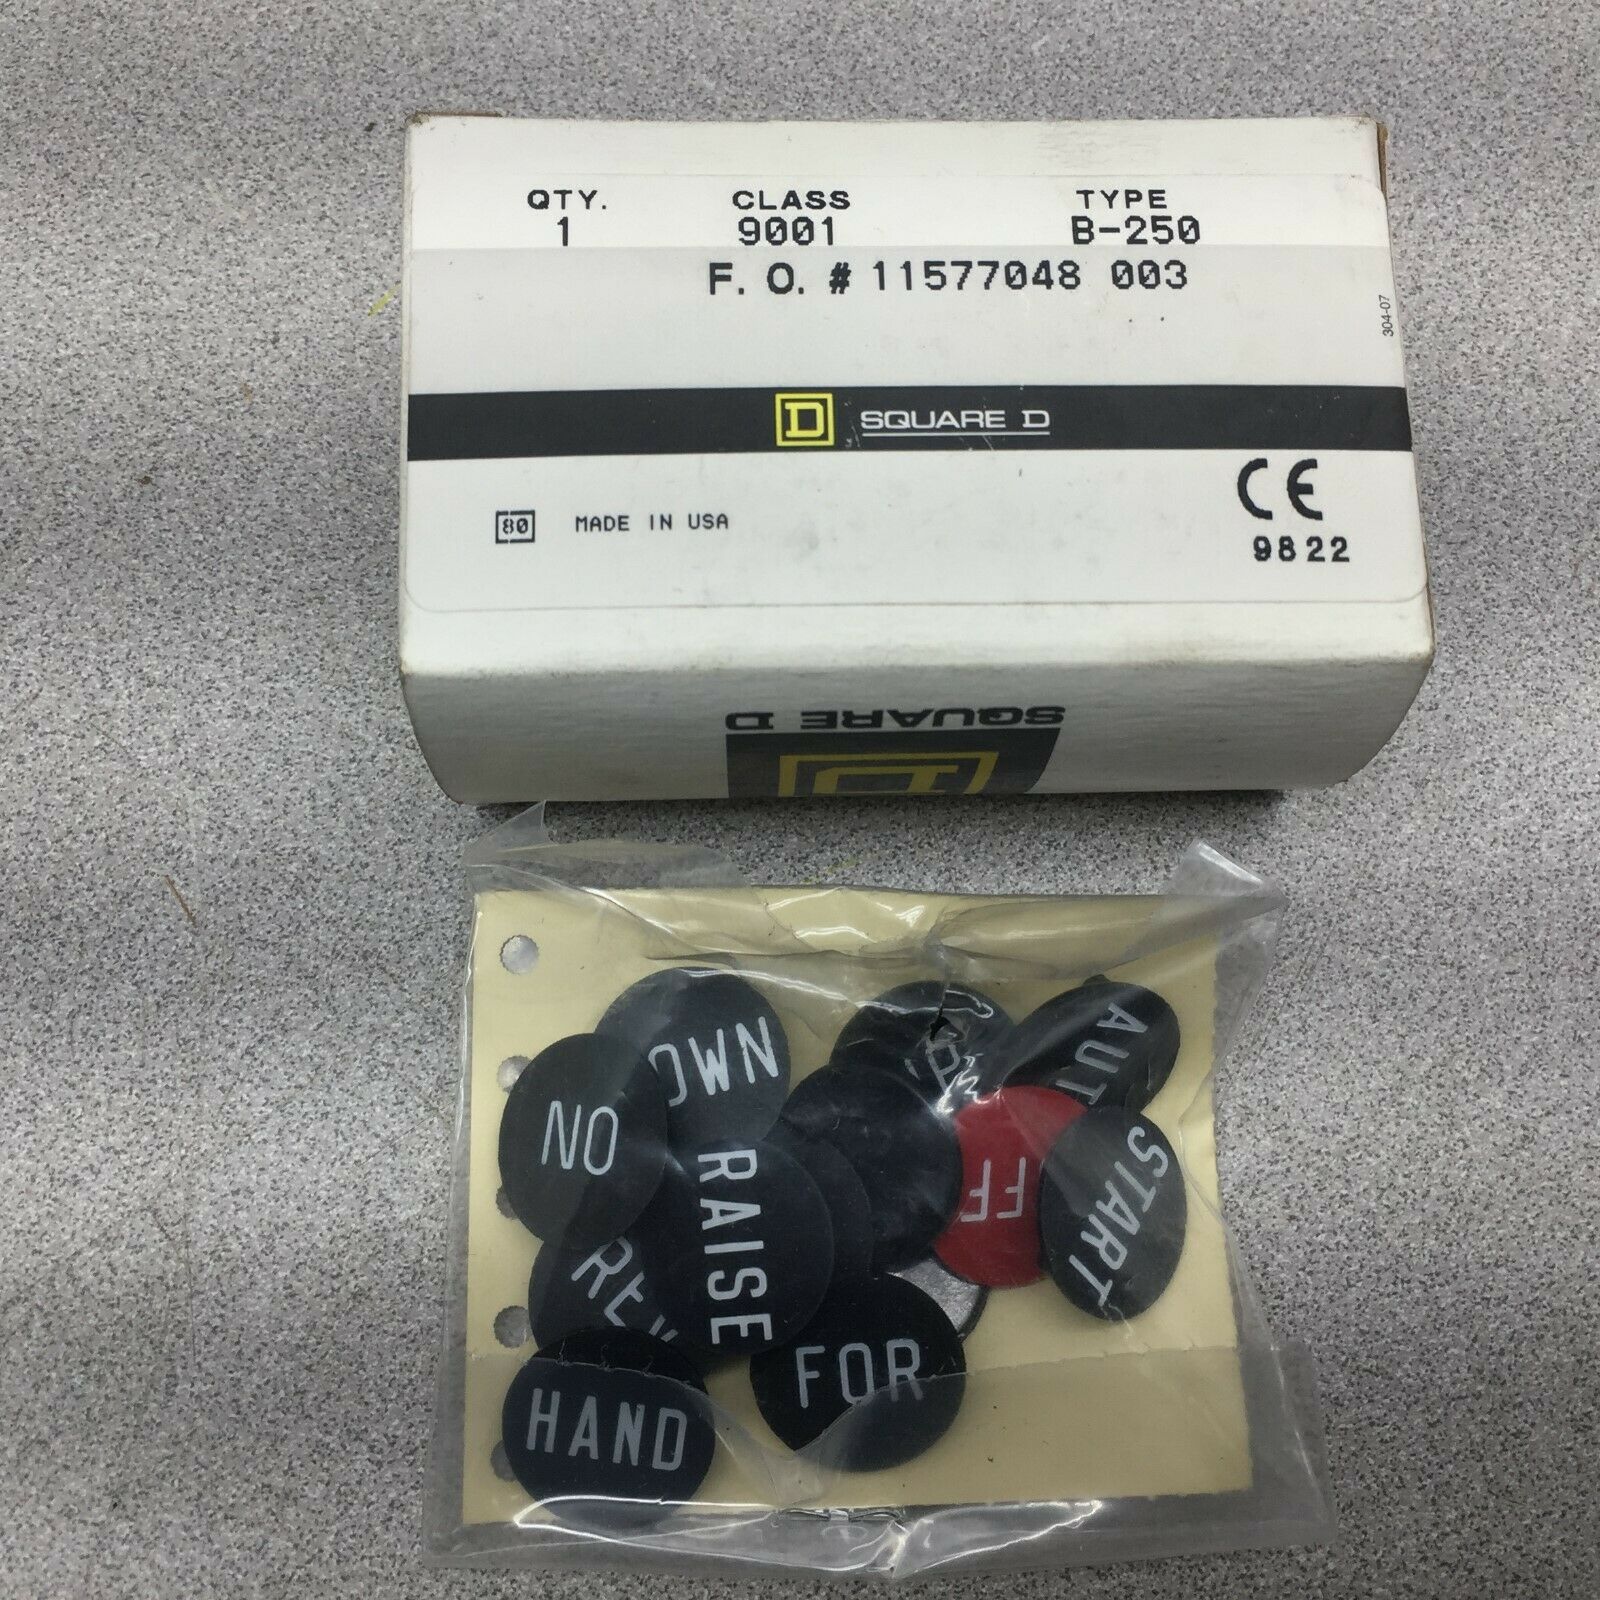 QTY. CLASS TYPE
1 9001 B-250
F. O. # 11577048 003
304-07
D SQUARE D
80 MADE IN USA
CE
9822
SQUARE D
D
OWN
AUT
NO
RAISE
FF
START
HAND
FOR